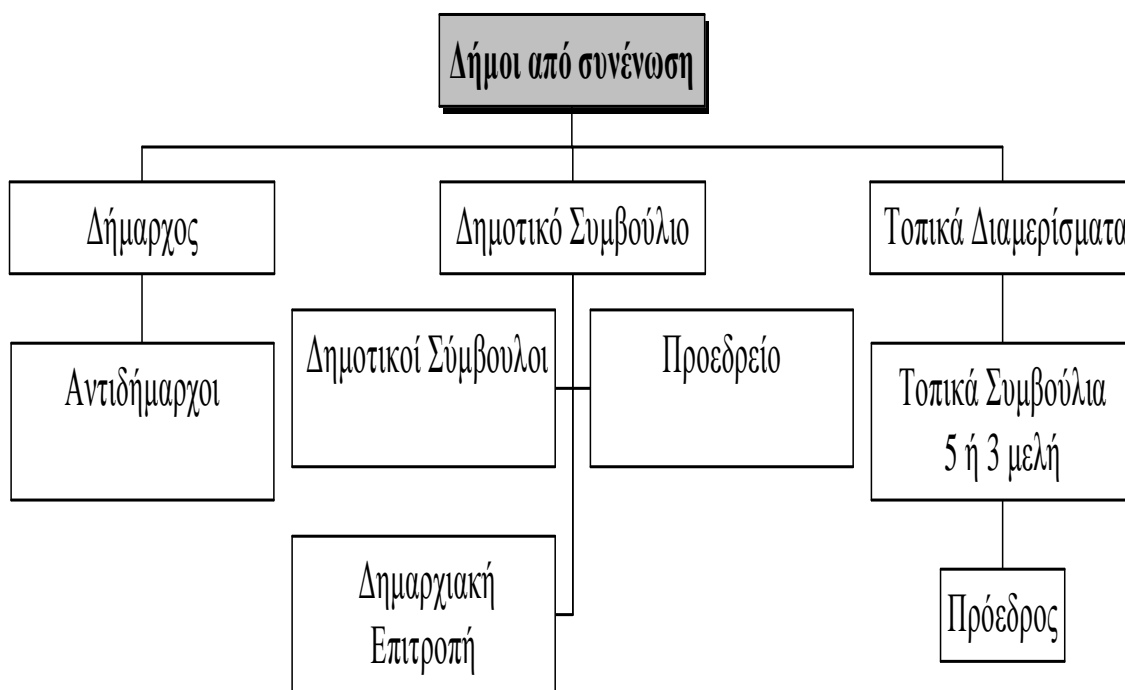 Δήμοι από συνένωση
Δήμαρχος
Δημοτικό Συμβούλιο
Τοπικά Διαμερίσματα
Αντιδήμαρχοι
Δημοτικοί Σύμβουλοι
Προεδρείο
Τοπικά Συμβούλια
5 ή 3 μελή
Δημαρχιακή
Επιτροπή
Πρόεδρος